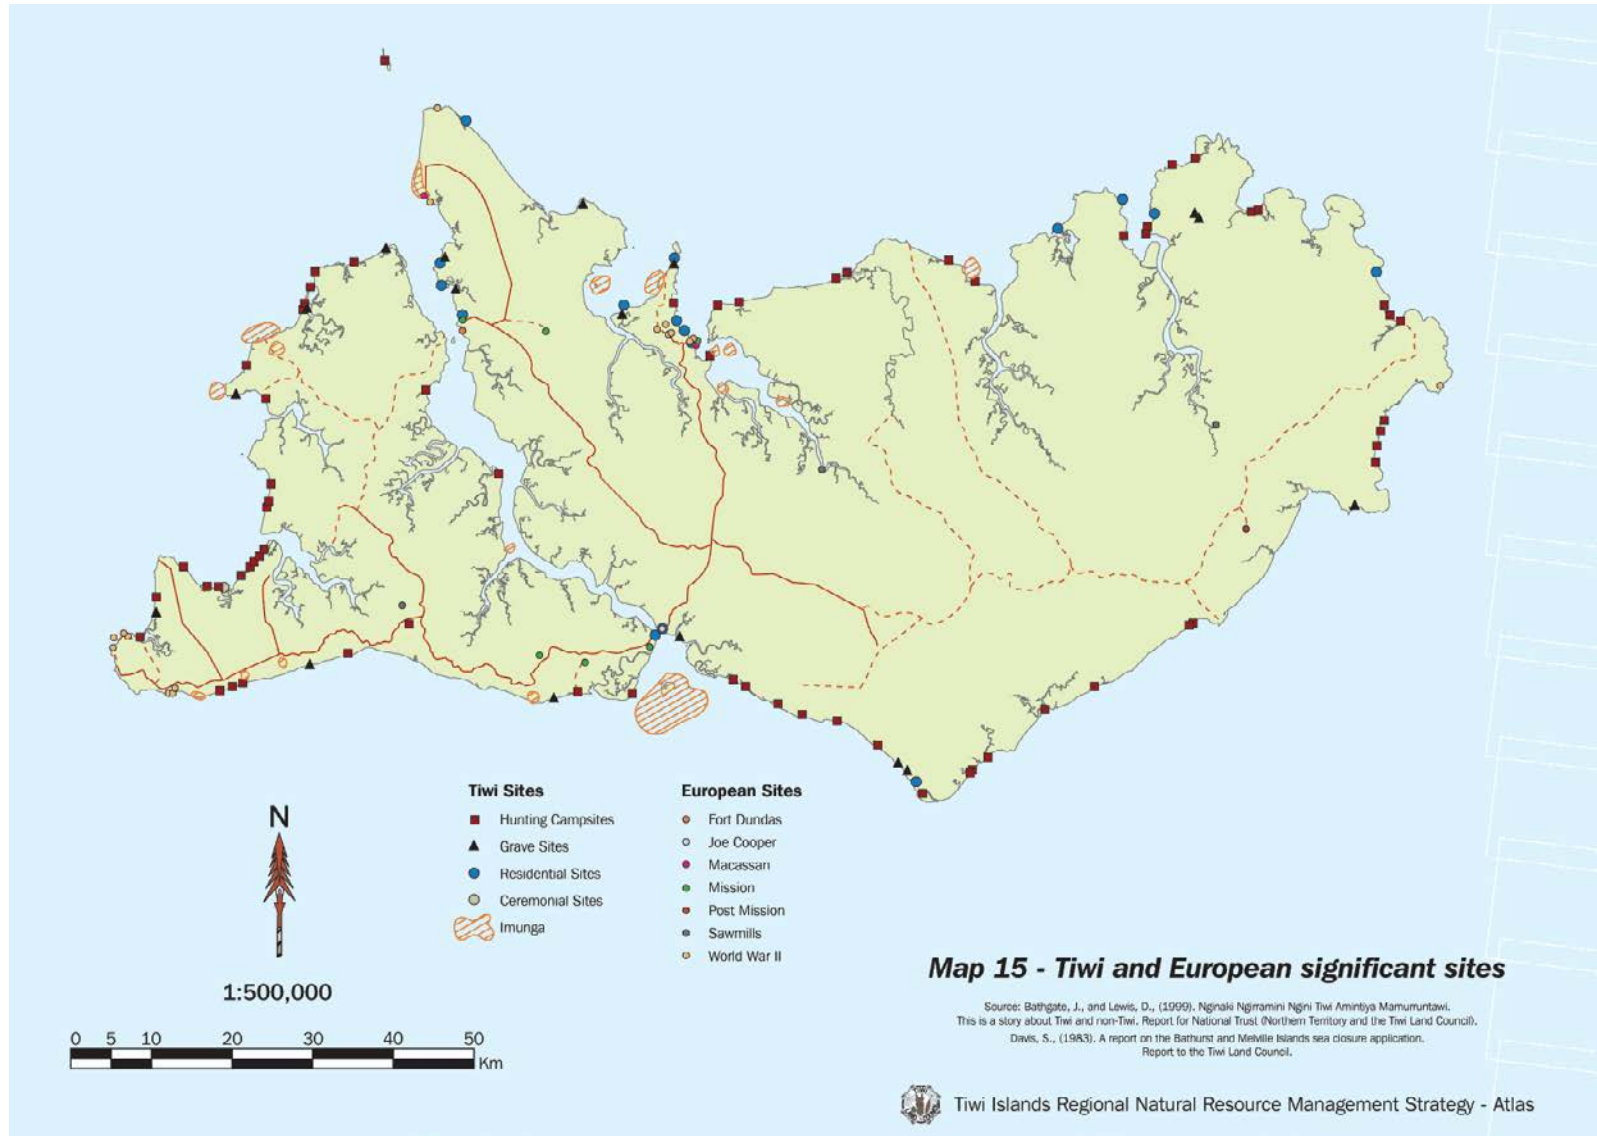 Tiwi Sites
Hunting Campsites
Grave Sites
Residential Sites
Ceremonial Sites
Imunga
European Sites
Fort Dundas
Joe Cooper
Macassan
Mission
Post Mission
Sawmills
World War II
N
1:500,000
0 5 10 20 30 40 50
Km
Map 15 - Tiwi and European significant sites
Source: Bathgate, J., and Lewis, D., (1999). Nginaki Ngirramini Ngini Tiwi Amintiya Mamurruntawi.
This is a story about Tiwi and non-Tiwi. Report for National Trust (Northern Territory and the Tiwi Land Council).
Davis, S., (1983). A report on the Bathurst and Melville Islands sea closure application.
Report to the Tiwi Land Council.
Tiwi Islands Regional Natural Resource Management Strategy - Atlas